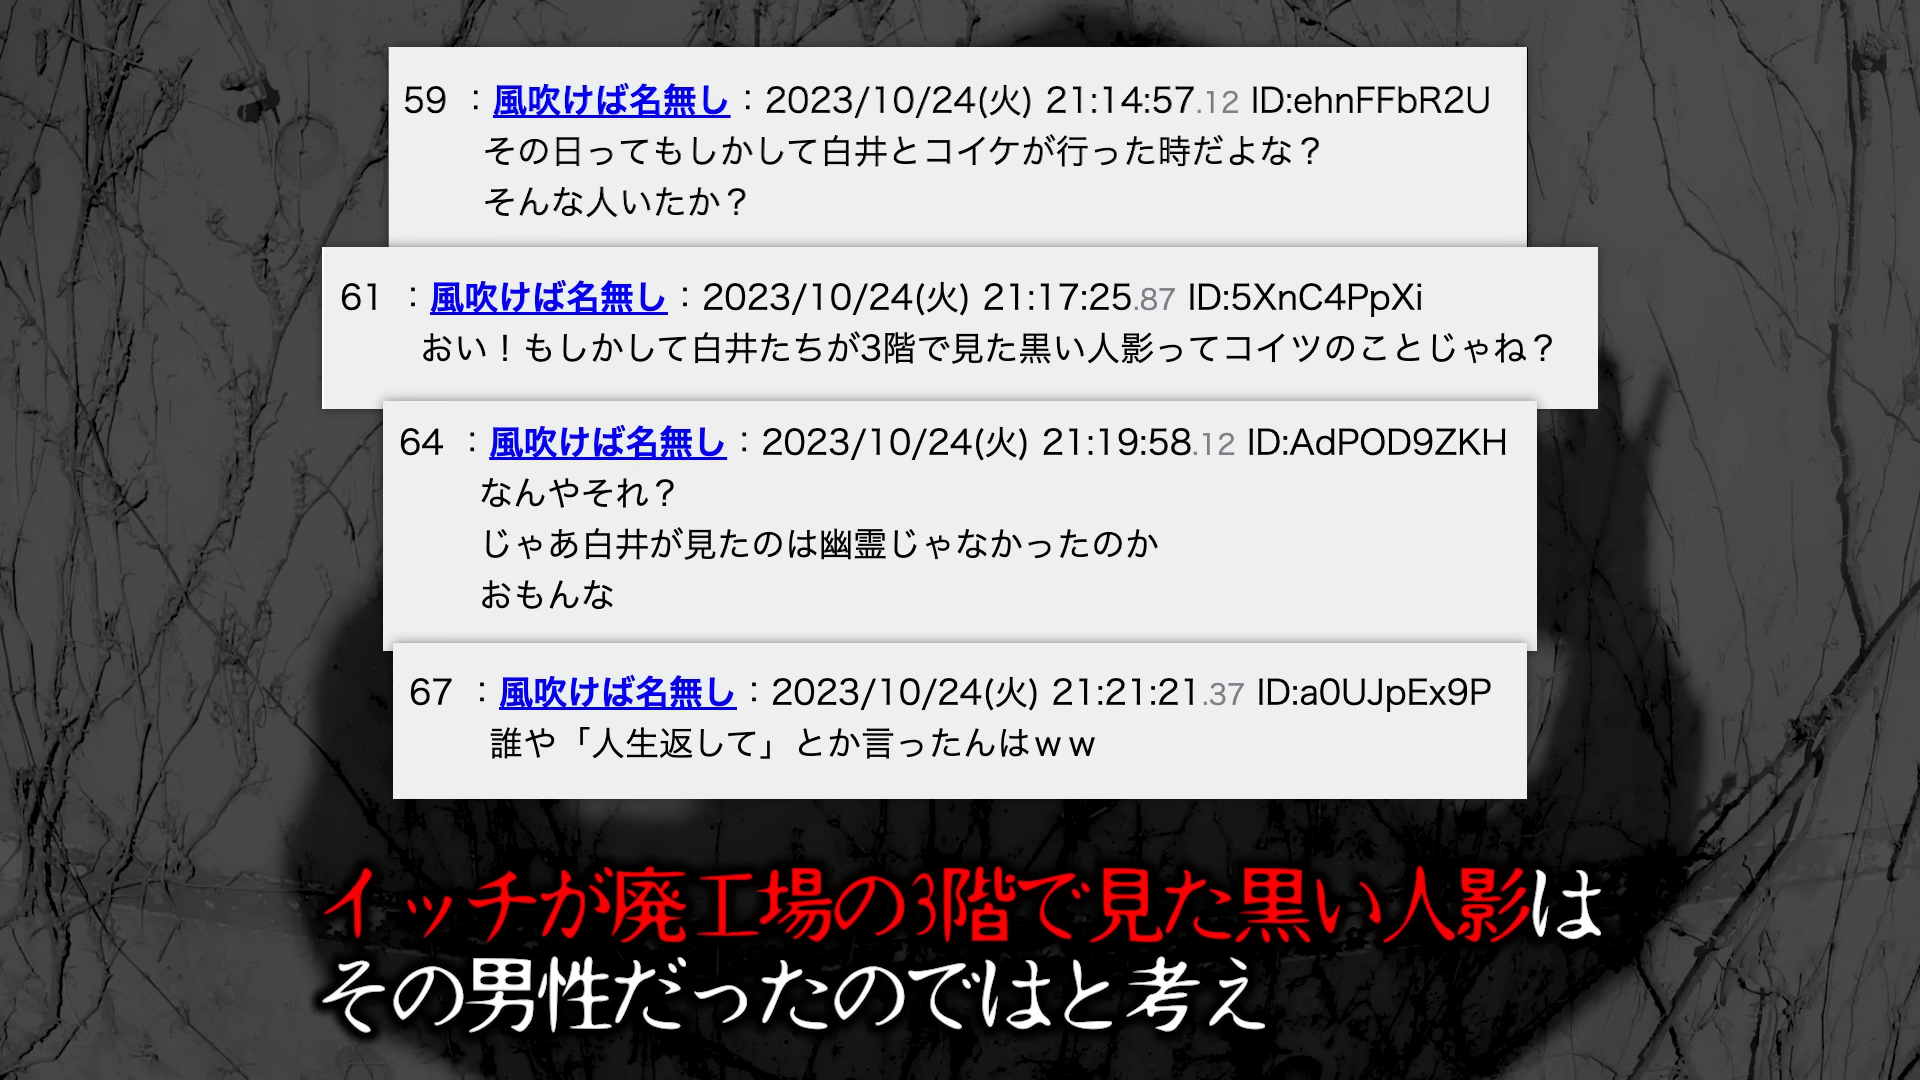 59 ：風吹けば名無し：2023/10/24(火) 21:14:57.12 ID:ehnFFbR2U
その日ってもしかして白井とコイケが行った時だよな？
そんな人いたか？
61 ：風吹けば名無し：2023/10/24(火) 21:17:25.87 ID:5XnC4PpXi
おい！もしかして白井たちが3階で見た黒い人影ってコイツのことじゃね？
64 ：風吹けば名無し：2023/10/24(火) 21:19:58.12 ID:AdPOD9ZKH
なんやそれ？
じゃあ白井が見たのは幽霊じゃなかったのか
おもんな
67 ：風吹けば名無し：2023/10/24(火) 21:21:21.37 ID:a0UJpEx9P
誰や「人生返して」とか言ったんはｗｗ
イッチが廃工場の3階で見た黒い人影は
その男性だったのではと考え